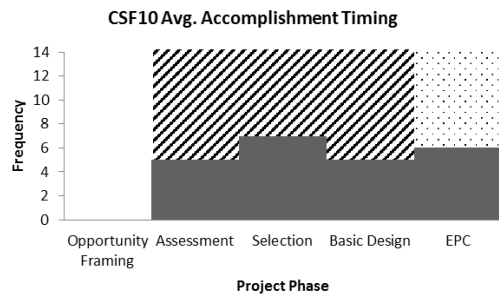 CSF10 Avg. Accomplishment Timing
14
12
10
8
6
4
2
0
Frequency
Opportunity Framing
Assessment
Selection
Basic Design
EPC
Project Phase